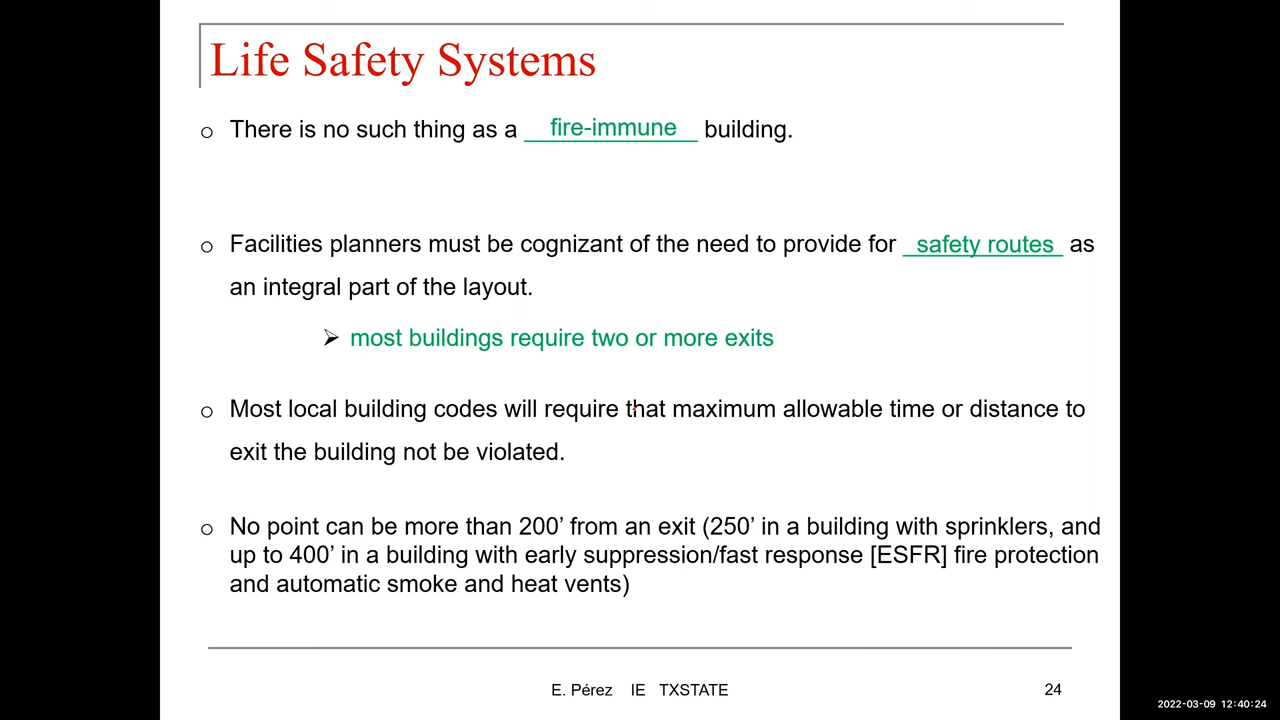 Life Safety Systems
o There is no such thing as a fire-immune building.
o Facilities planners must be cognizant of the need to provide for safety routes as
an integral part of the layout.
➢ most buildings require two or more exits
o Most local building codes will require that maximum allowable time or distance to
exit the building not be violated.
o No point can be more than 200’ from an exit (250’ in a building with sprinklers, and
up to 400’ in a building with early suppression/fast response [ESFR] fire protection
and automatic smoke and heat vents)
E. Pérez IE TXSTATE 24
2022-03-09 12:40:24